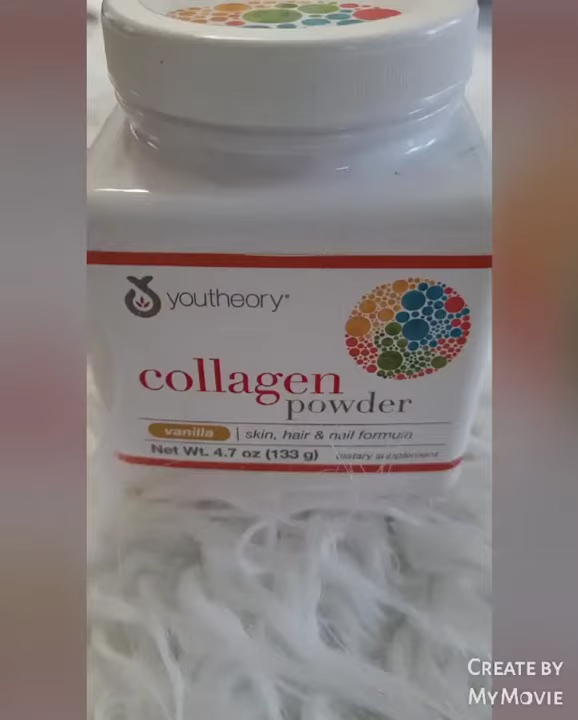 youtheory®
collagen
powder
vanilla | skin, hair & nail formula
Net Wt. 4.7 oz (133 g) dietary supplement
CREATE BY
MYMOVIE